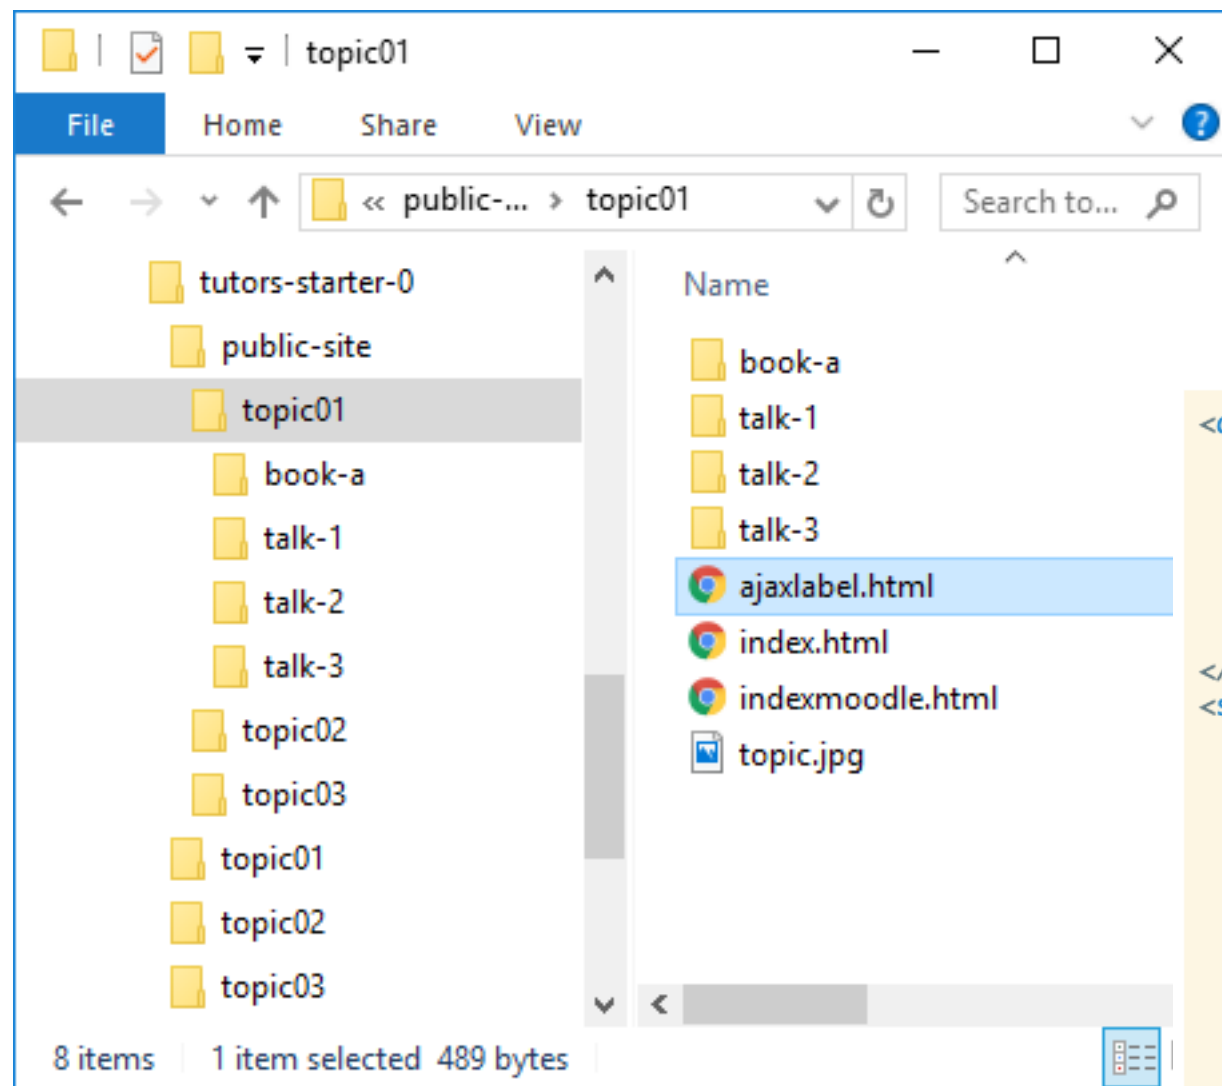 topic01
File Home Share View
?
« public-... > topic01
Search to...
tutors-starter-0
public-site
topic01
book-a
talk-1
talk-2
talk-3
topic02
topic03
topic01
topic02
topic03
Name
book-a
talk-1
talk-2
talk-3
ajaxlabel.html
index.html
indexmoodle.html
topic.jpg
8 items 1 item selected 489 bytes